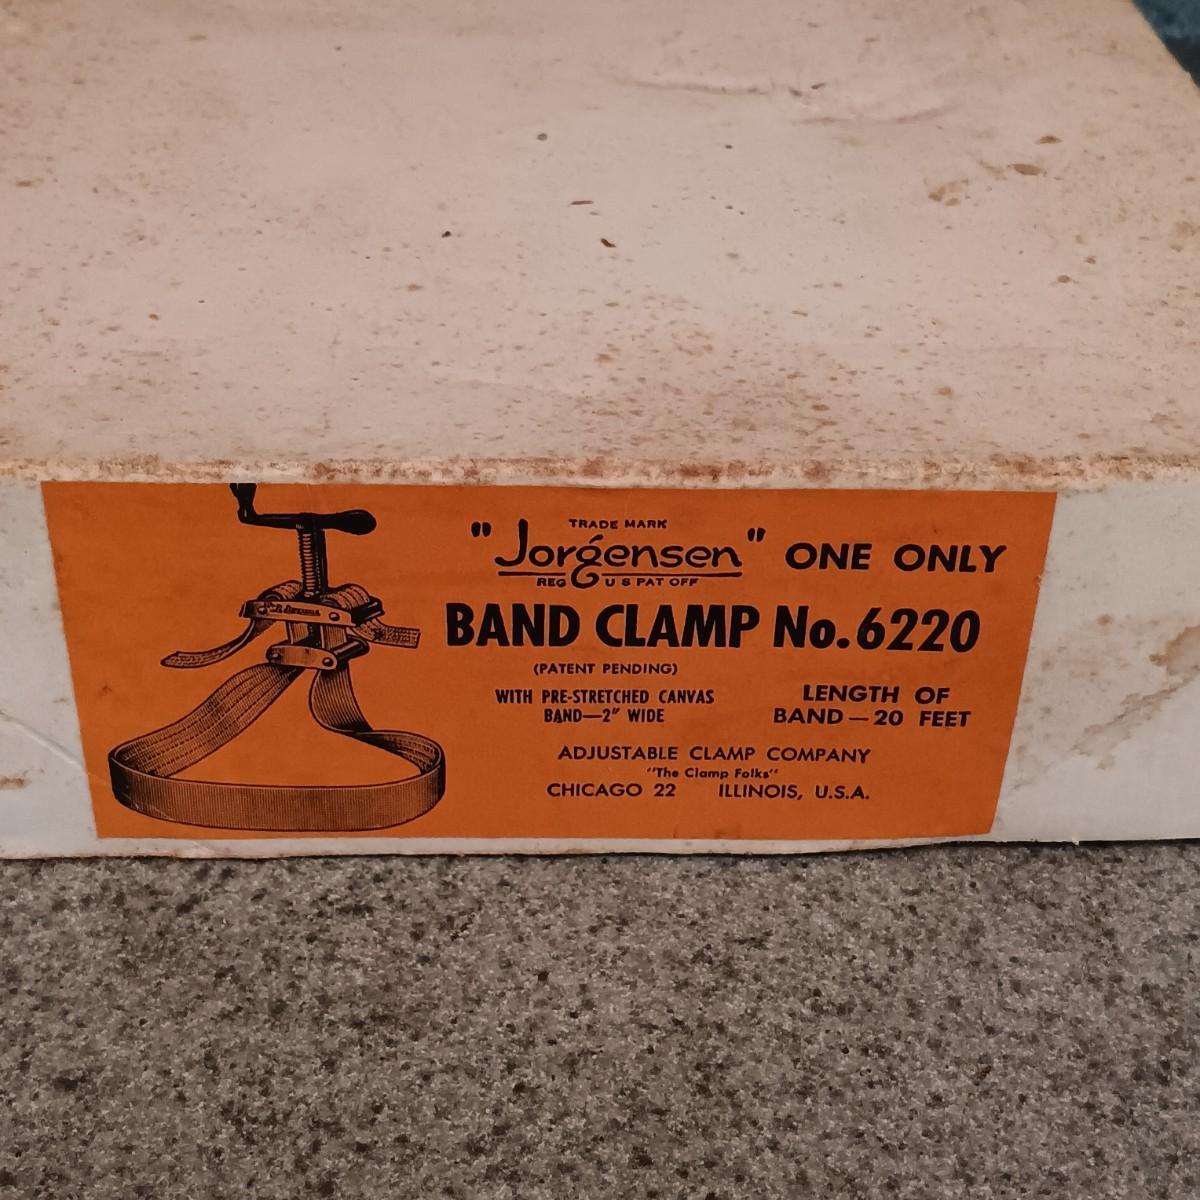 TRADE MARK
"Jorgensen" ONE ONLY
REG U S PAT OFF
BAND CLAMP No. 6220
(PATENT PENDING)
WITH PRE-STRETCHED CANVAS
BAND—2" WIDE
LENGTH OF
BAND — 20 FEET
ADJUSTABLE CLAMP COMPANY
"The Clamp Folks"
CHICAGO 22 ILLINOIS, U.S.A.